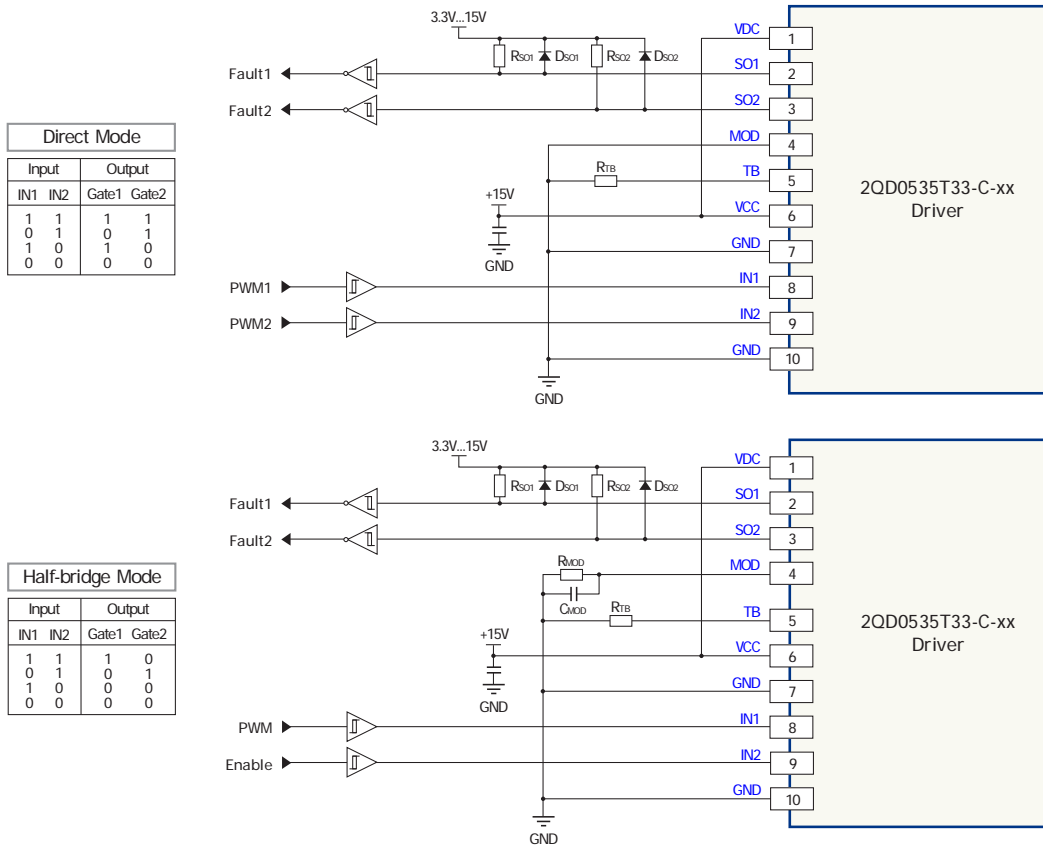 3.3V...15V
RSO1 DSO1 RSO2 DSO2
VDC 1
Fault1 SO1 2
Fault2 SO2 3
Direct Mode
MOD 4
Input Output
IN1 IN2 Gate1 Gate2
1 1 1 1
0 1 0 1
1 0 1 0
0 0 0 0
RTB TB 5
+15V VCC 6
GND
GND 7
PWM1 IN1 8
PWM2 IN2 9
GND 10
GND
2QD0535T33-C-xx
Driver
3.3V...15V
RSO1 DSO1 RSO2 DSO2
VDC 1
Fault1 SO1 2
Fault2 SO2 3
Half-bridge Mode
RMOD MOD 4
CMOD
Input Output
IN1 IN2 Gate1 Gate2
1 1 1 0
0 1 0 1
1 0 0 0
0 0 0 0
RTB TB 5
+15V VCC 6
GND
GND 7
PWM IN1 8
Enable IN2 9
GND 10
GND
2QD0535T33-C-xx
Driver